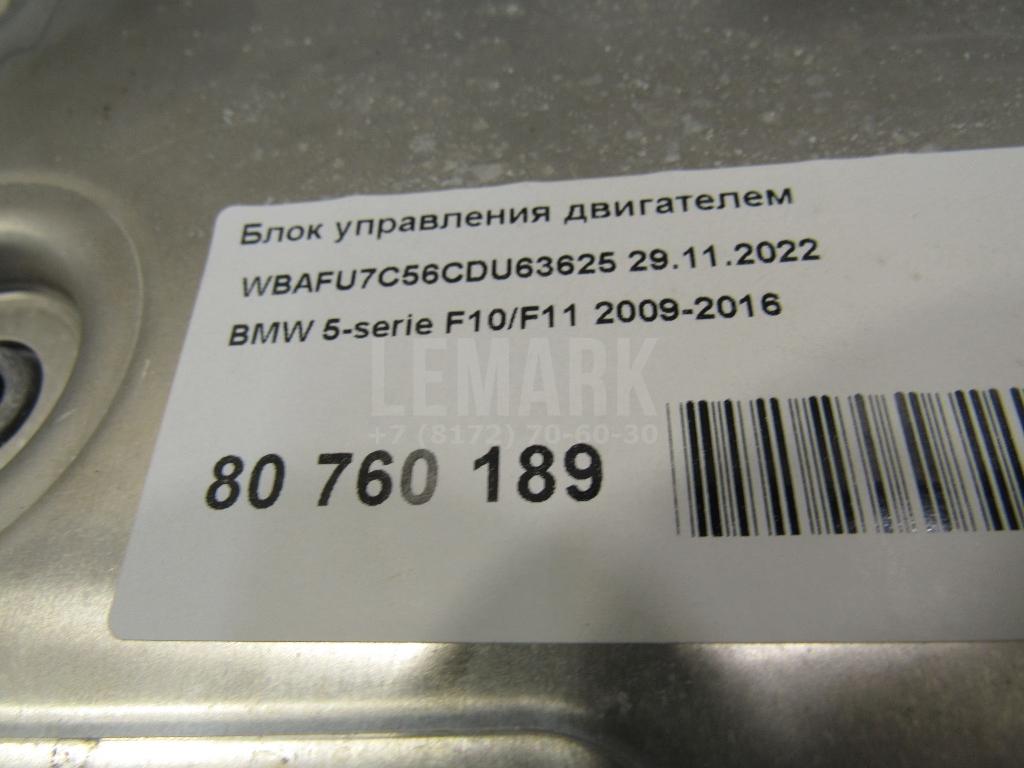 Блок управления двигателем
WBAFU7C56CDU63625 29.11.2022
BMW 5-serie F10/F11 2009-2016
LEMARK
+7 (8172) 70-60-30
80 760 189